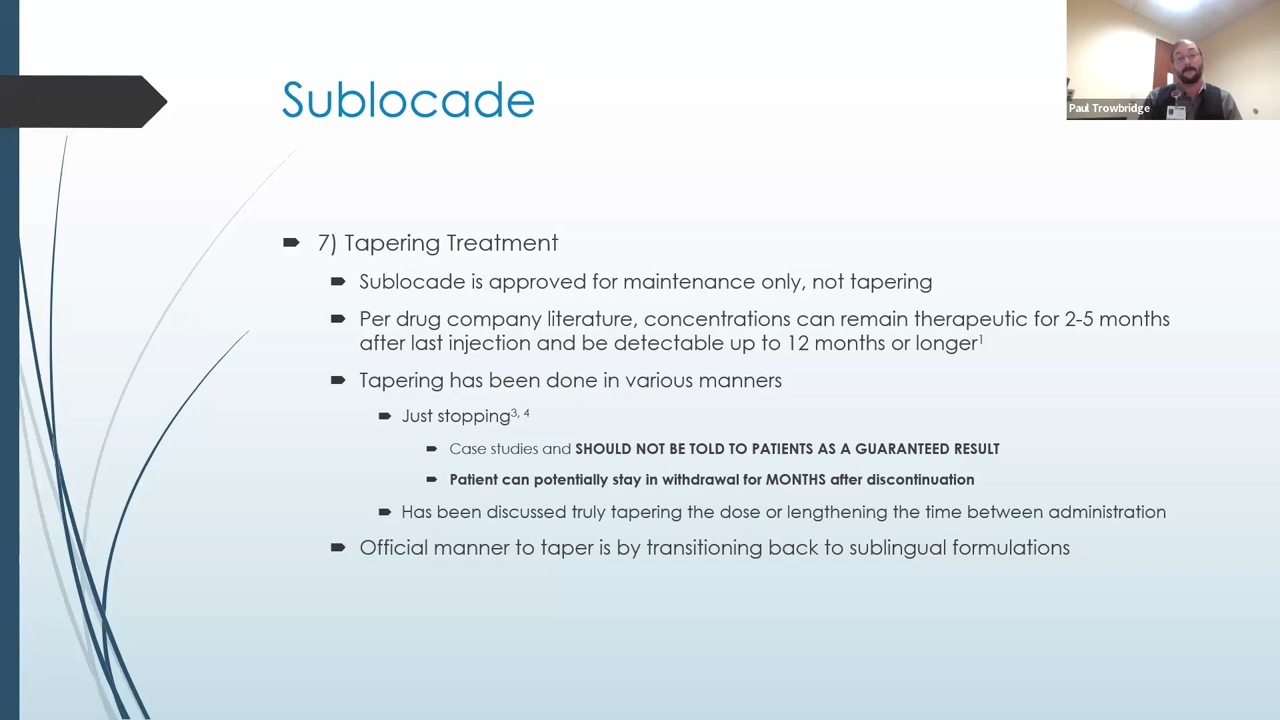 Sublocade
Paul Trowbridge
7) Tapering Treatment
Sublocade is approved for maintenance only, not tapering
Per drug company literature, concentrations can remain therapeutic for 2-5 months
after last injection and be detectable up to 12 months or longer¹
Tapering has been done in various manners
Just stopping³, ⁴
Case studies and SHOULD NOT BE TOLD TO PATIENTS AS A GUARANTEED RESULT
Patient can potentially stay in withdrawal for MONTHS after discontinuation
Has been discussed truly tapering the dose or lengthening the time between administration
Official manner to taper is by transitioning back to sublingual formulations